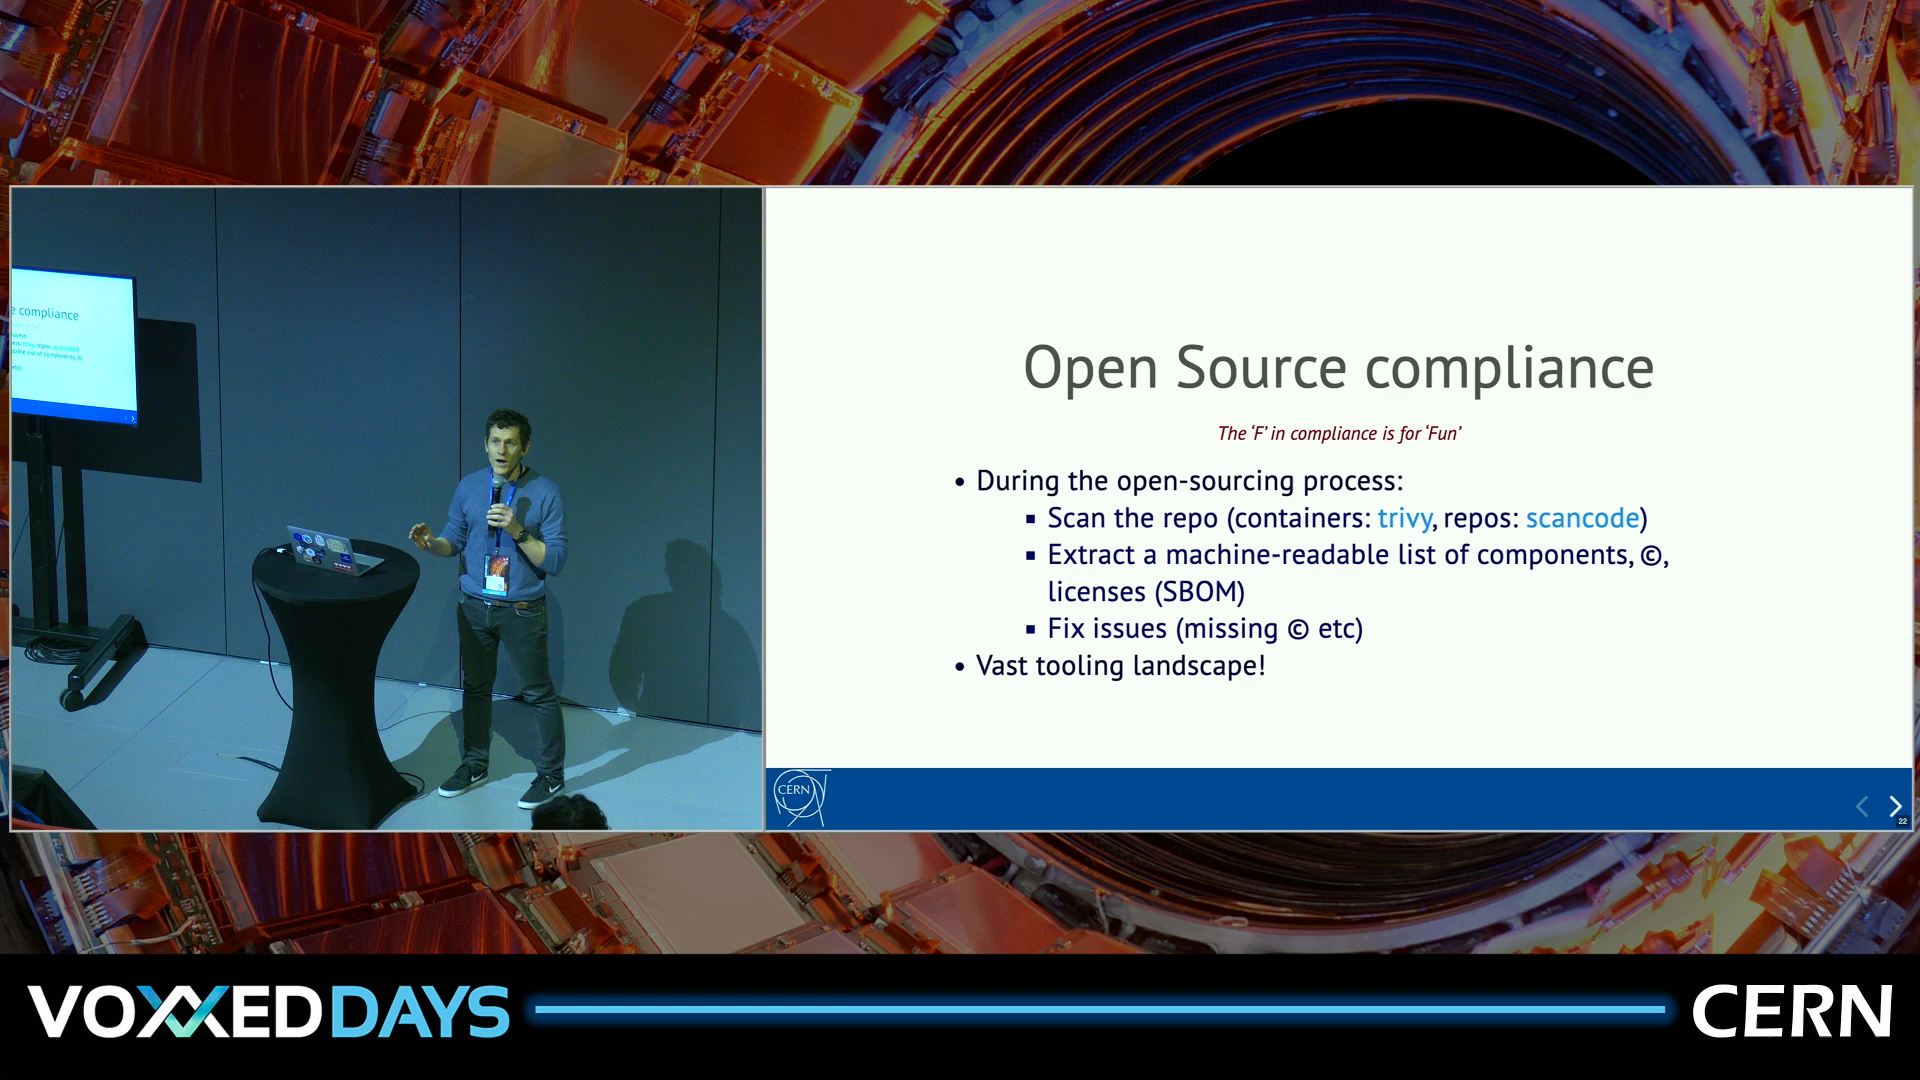 e compliance
Open Source compliance
The ‘F’ in compliance is for ‘Fun’
• During the open-sourcing process:
▪ Scan the repo (containers: trivy, repos: scancode)
▪ Extract a machine-readable list of components, ©,
licenses (SBOM)
▪ Fix issues (missing © etc)
• Vast tooling landscape!
CERN
22
VOXXEDDAYS
CERN